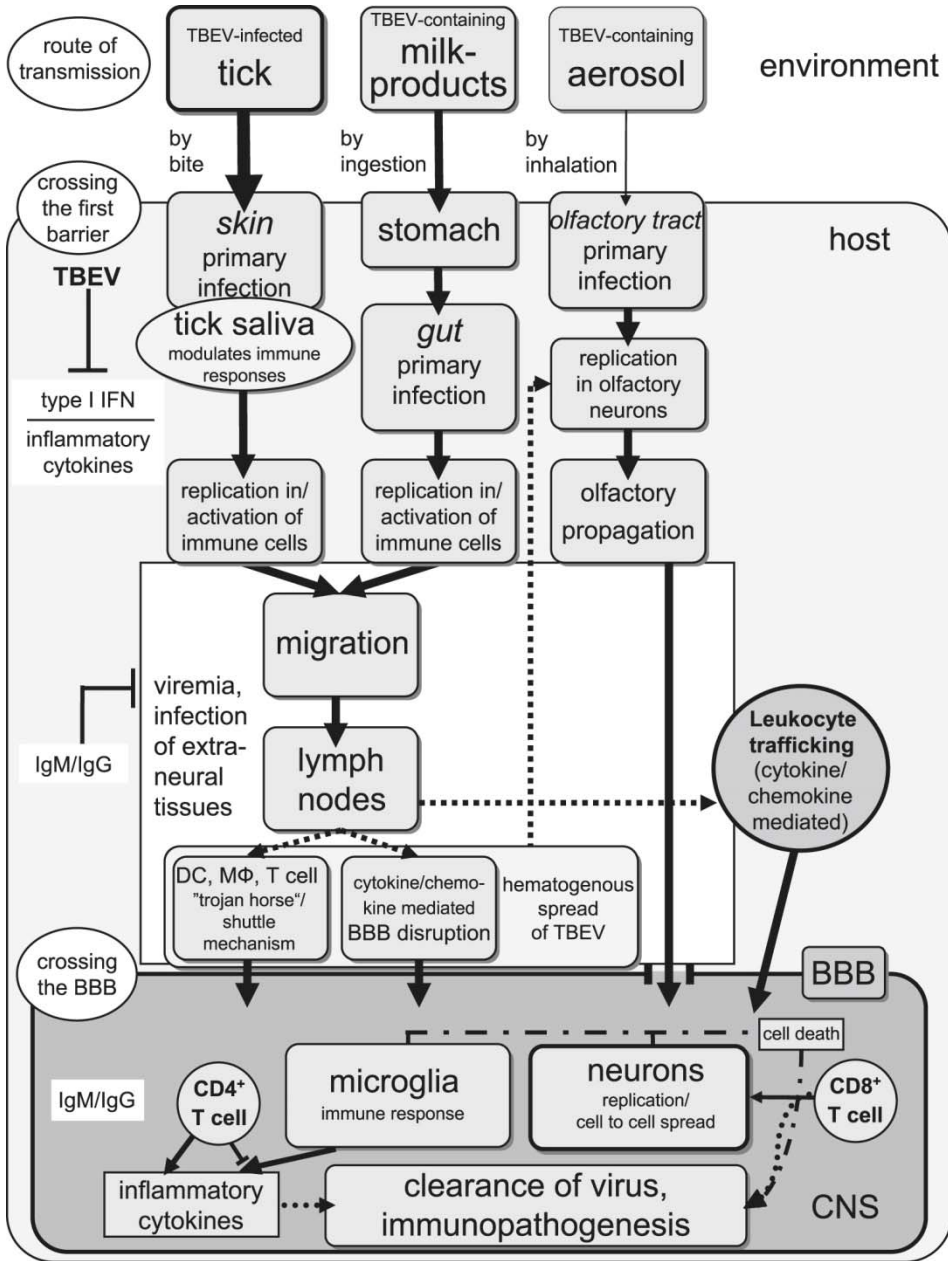 route of
transmission
TBEV-infected
tick
TBEV-containing
milk-
products
TBEV-containing
aerosol
environment
by
bite
by
ingestion
by
inhalation
crossing
the first
barrier
TBEV
type I IFN
inflammatory
cytokines
skin
primary
infection
tick saliva
modulates immune
responses
stomach
gut
primary
infection
olfactory tract
primary
infection
host
replication
in olfactory
neurons
replication in/
activation of
immune cells
replication in/
activation of
immune cells
olfactory
propagation
migration
viremia,
infection
of extra-
neural
tissues
IgM/IgG
lymph
nodes
Leukocyte
trafficking
(cytokine/
chemokine
mediated)
DC, MΦ, T cell
"trojan horse“/
shuttle
mechanism
cytokine/chemo-
kine mediated
BBB disruption
hematogenous
spread
of TBEV
crossing
the BBB
BBB
cell death
IgM/IgG
CD4⁺
T cell
microglia
immune response
neurons
replication/
cell to cell spread
CD8⁺
T cell
inflammatory
cytokines
clearance of virus,
immunopathogenesis
CNS